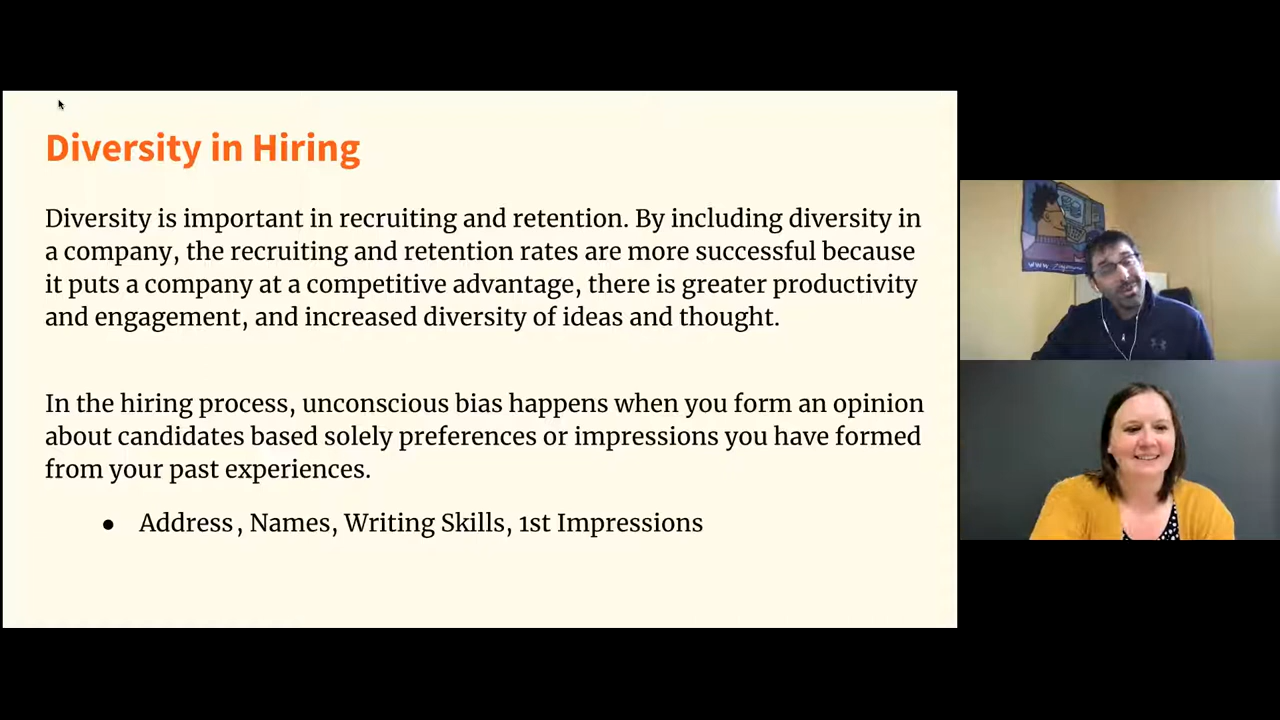 Diversity in Hiring
Diversity is important in recruiting and retention. By including diversity in
a company, the recruiting and retention rates are more successful because
it puts a company at a competitive advantage, there is greater productivity
and engagement, and increased diversity of ideas and thought.
In the hiring process, unconscious bias happens when you form an opinion
about candidates based solely preferences or impressions you have formed
from your past experiences.
● Address, Names, Writing Skills, 1st Impressions